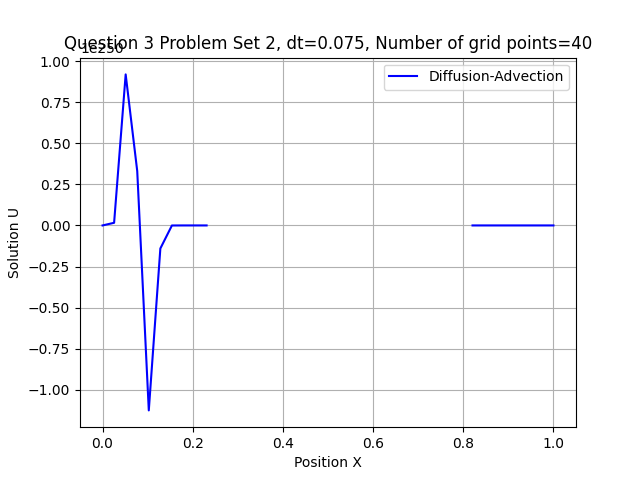 Question 3 Problem Set 2, dt=0.075, Number of grid points=40
1e250
Diffusion-Advection
1.00
0.75
0.50
0.25
0.00
−0.25
−0.50
−0.75
−1.00
Solution U
0.0 0.2 0.4 0.6 0.8 1.0
Position X